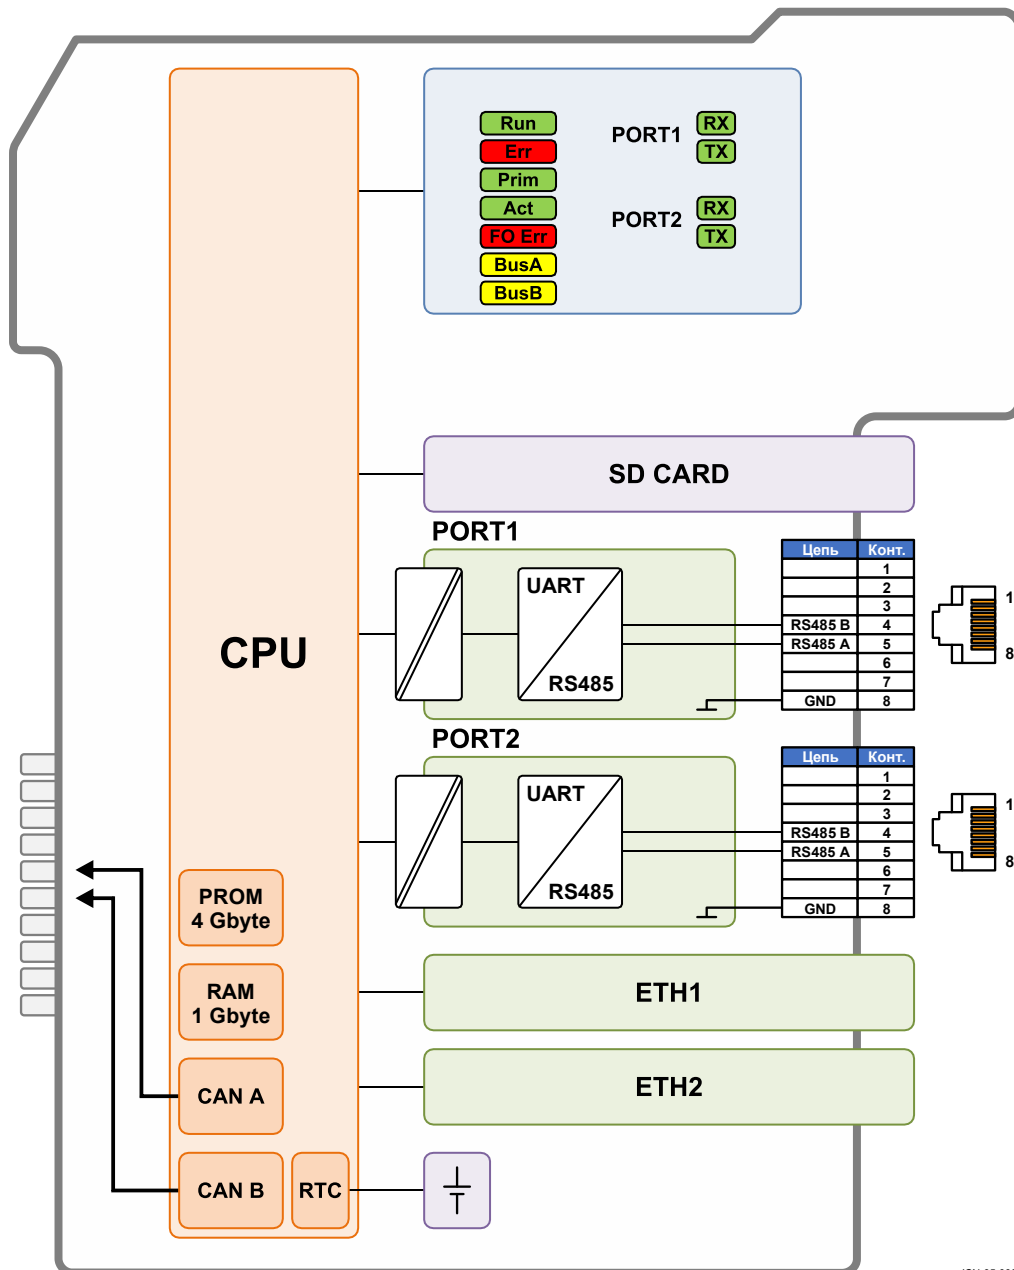 Run
Err
Prim
Act
FO Err
BusA
BusB
PORT1
RX
TX
PORT2
RX
TX
SD CARD
PORT1
UART
RS485
Цепь Конт.
1
2
3
RS485 B 4
RS485 A 5
6
7
GND 8
1
8
PORT2
UART
RS485
Цепь Конт.
1
2
3
RS485 B 4
RS485 A 5
6
7
GND 8
1
8
CPU
PROM
4 Gbyte
RAM
1 Gbyte
CAN A
CAN B
RTC
ETH1
ETH2